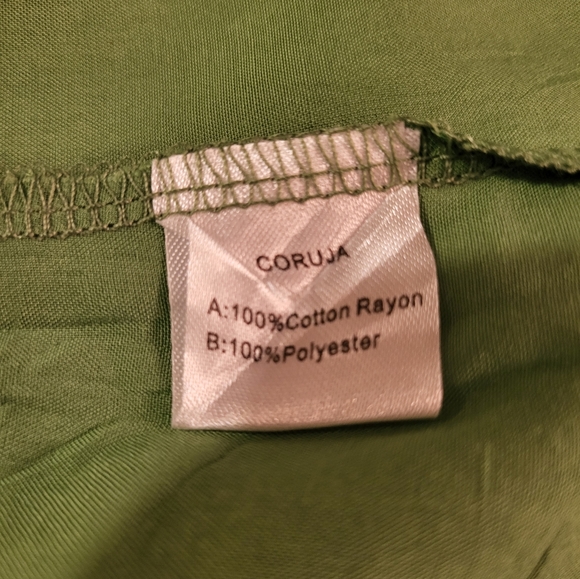 CORUJA
A:100%Cotton Rayon
B:100%Polyester